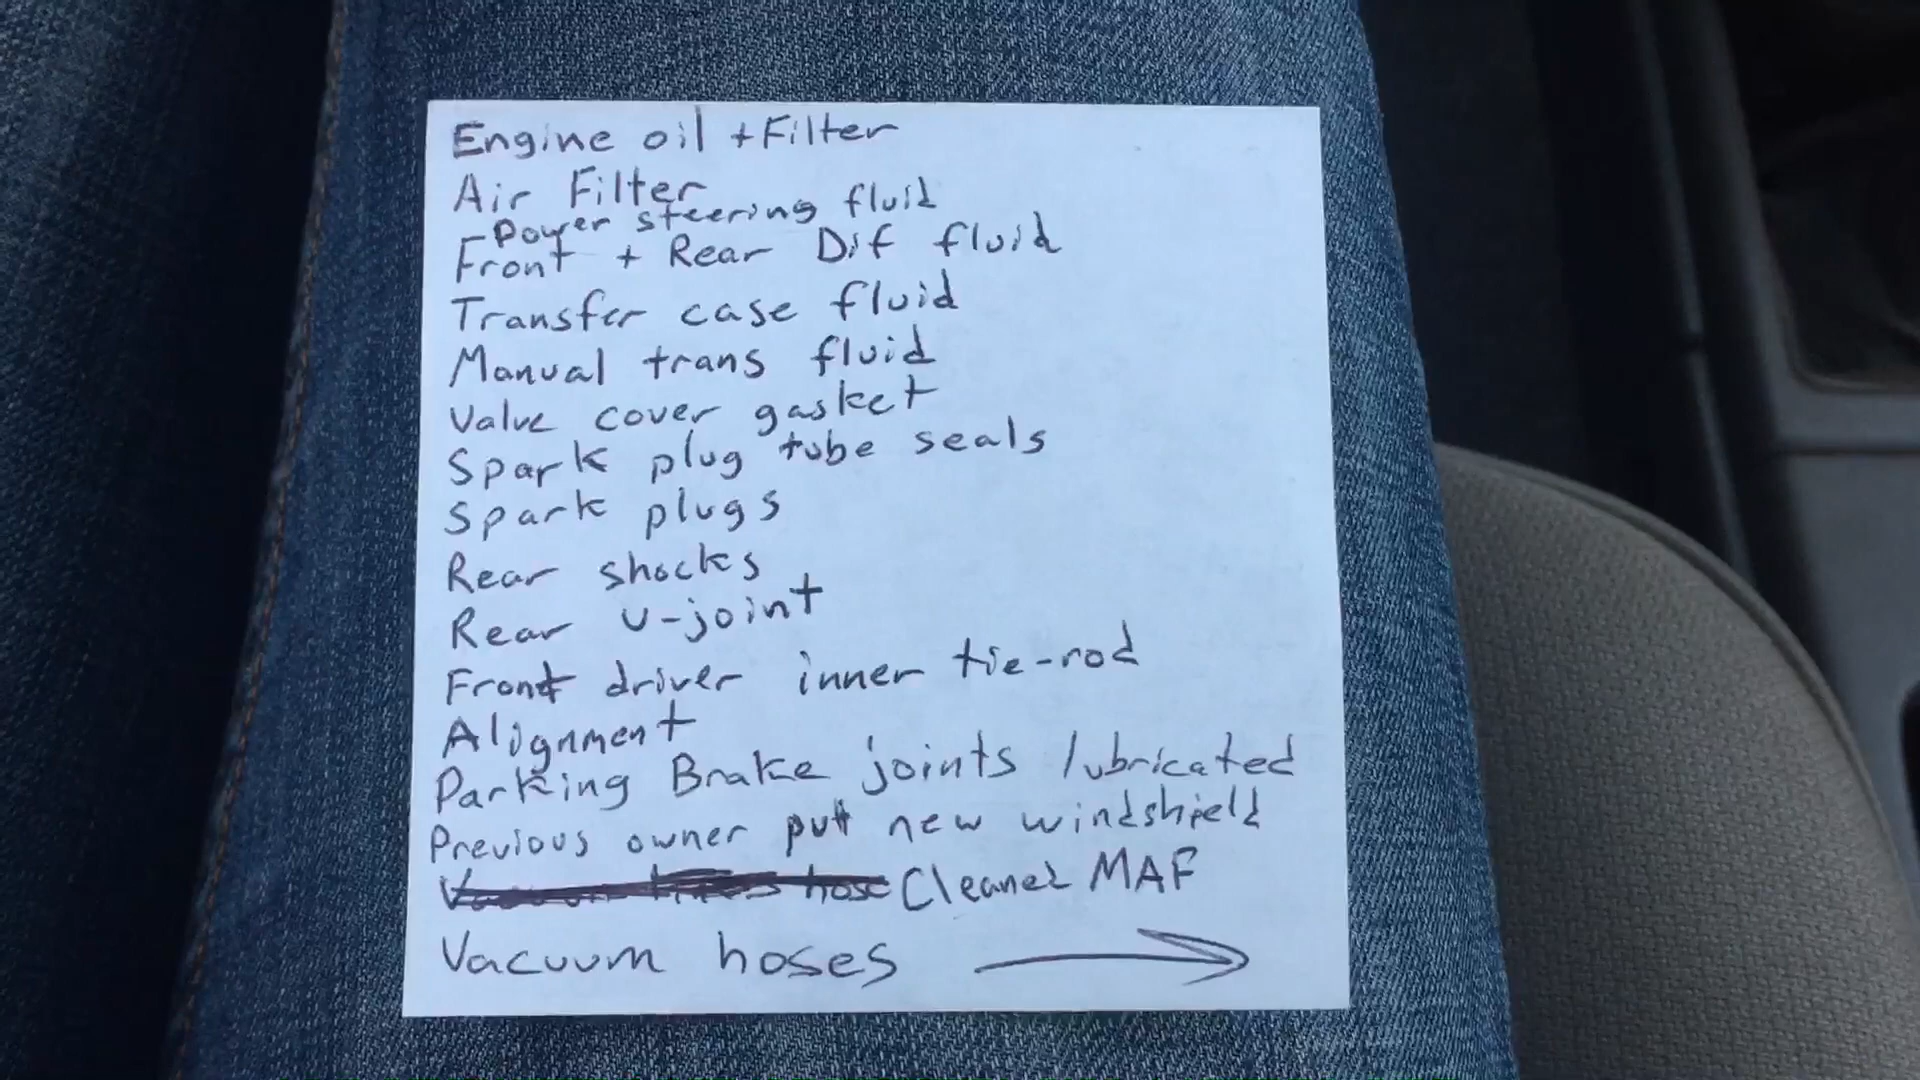 Engine oil + Filter
Air Filter
Power steering fluid
Front + Rear Dif fluid
Transfer case fluid
Manual trans fluid
Valve cover gasket
Spark plug tube seals
Spark plugs
Rear shocks
Rear u-joint
Front driver inner tie-rod
Alignment
Parking Brake joints lubricated
Previous owner put new windshield
Vacuum hose Cleaned MAF
Vacuum hoses